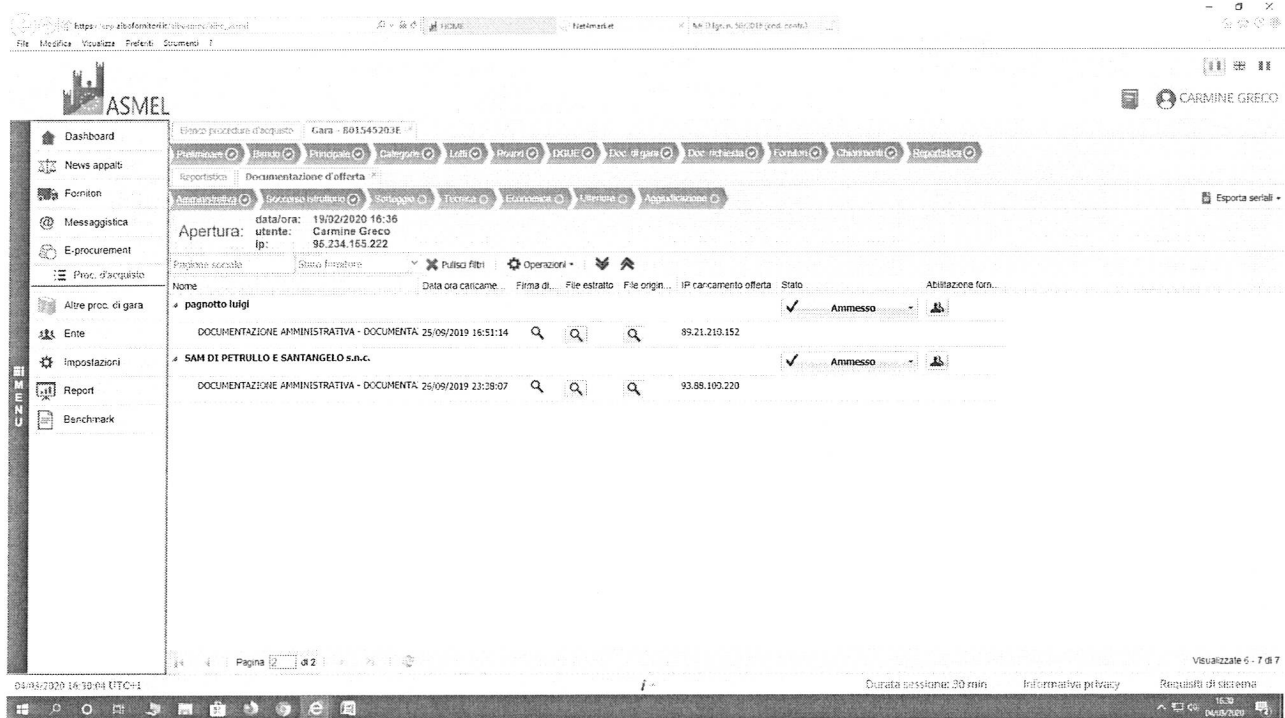 HOME
Net4market
File Modifica Visualizza Preferiti Strumenti ?
ASMEL
CARMINE GRECO
Dashboard
News appalti
Fornitori
Messaggistica
E-procurement
Proc. d'acquisto
Altre proc. di gara
Ente
Impostazioni
Report
Benchmark
MENU
Elenco procedure d'acquisto Gara - 801545203E
Preliminare Bando Principale Categorie Lotti Round DGUE Doc. di gara Doc. richiesta Fornitori Chiarimenti Reportistica
Reportistica Documentazione d'offerta
Amministrativa Soccorso istruttorio Sorteggio Tecnica Economica Ulteriore Aggiudicazione
Esporta seriali
Apertura:
data/ora: 19/02/2020 16:36
utente: Carmine Greco
ip: 95.234.165.222
Ragione sociale Stato fornitore Pulisci filtri Operazioni
Nome Data ora caricame... Firma di... File estratto File origin... IP caricamento offerta Stato Abilitazione forn...
pagnotto luigi Ammesso
DOCUMENTAZIONE AMMINISTRATIVA - DOCUMENTA 25/09/2019 16:51:14 89.21.210.152
SAM DI PETRULLO E SANTANGELO s.n.c. Ammesso
DOCUMENTAZIONE AMMINISTRATIVA - DOCUMENTA 25/09/2019 23:38:07 93.88.109.220
Pagina 2 di 2
Visualizzate 6 - 7 di 7
04/03/2020 16:30:04 UTC+1
Durata sessione: 30 min Informativa privacy Requisiti di sistema
16:30
04/03/2020